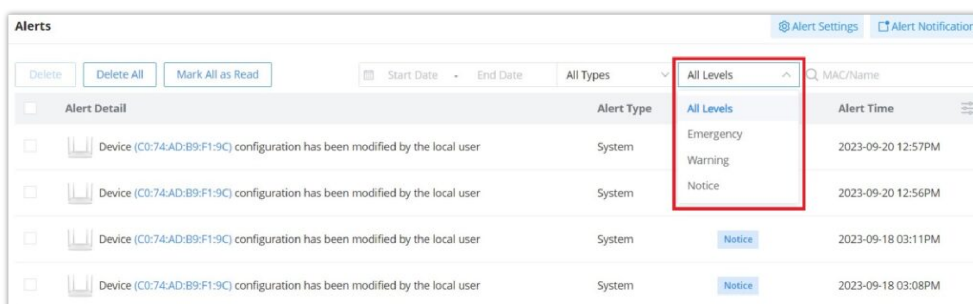 Alerts
Alert Settings
Alert Notification
Delete
Delete All
Mark All as Read
Start Date - End Date
All Types
All Levels
MAC/Name
Alert Detail
Alert Type
All Levels
Emergency
Warning
Notice
Alert Time
Device (C0:74:AD:B9:F1:9C) configuration has been modified by the local user
System
2023-09-20 12:57PM
Device (C0:74:AD:B9:F1:9C) configuration has been modified by the local user
System
2023-09-20 12:56PM
Device (C0:74:AD:B9:F1:9C) configuration has been modified by the local user
System
Notice
2023-09-18 03:11PM
Device (C0:74:AD:B9:F1:9C) configuration has been modified by the local user
System
Notice
2023-09-18 03:08PM